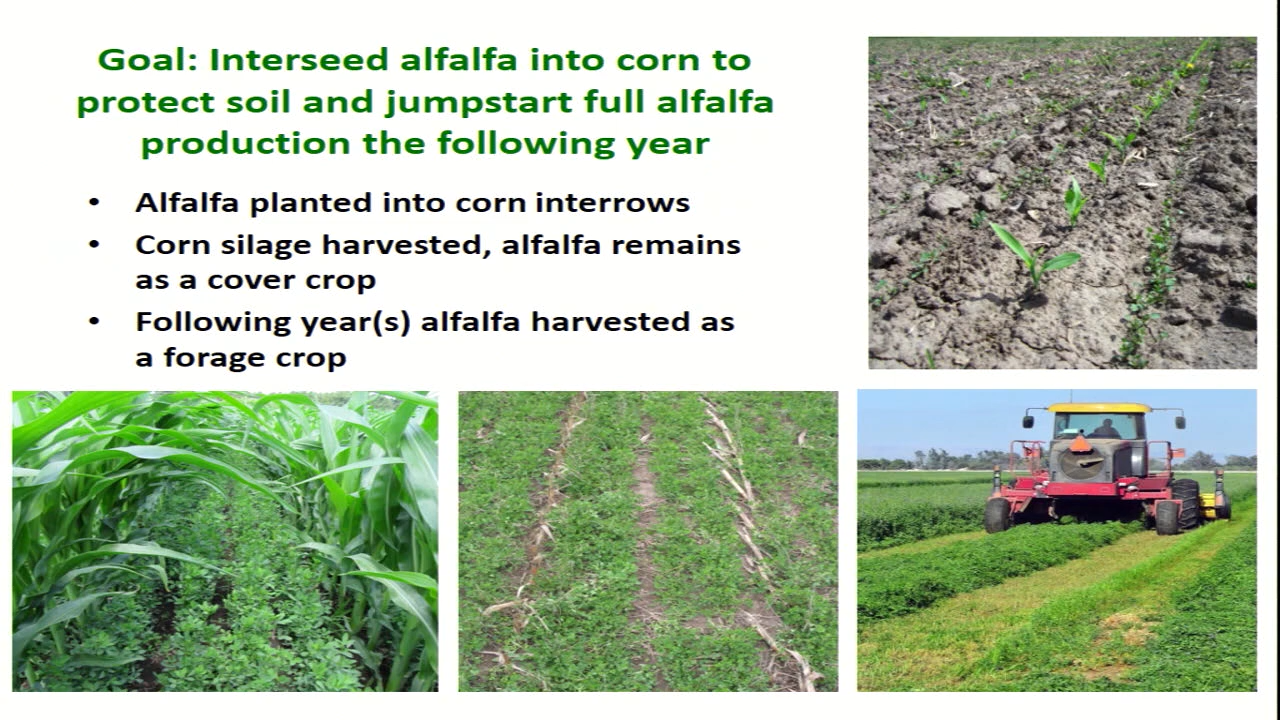 Goal: Interseed alfalfa into corn to
protect soil and jumpstart full alfalfa
production the following year
• Alfalfa planted into corn interrows
• Corn silage harvested, alfalfa remains
as a cover crop
• Following year(s) alfalfa harvested as
a forage crop